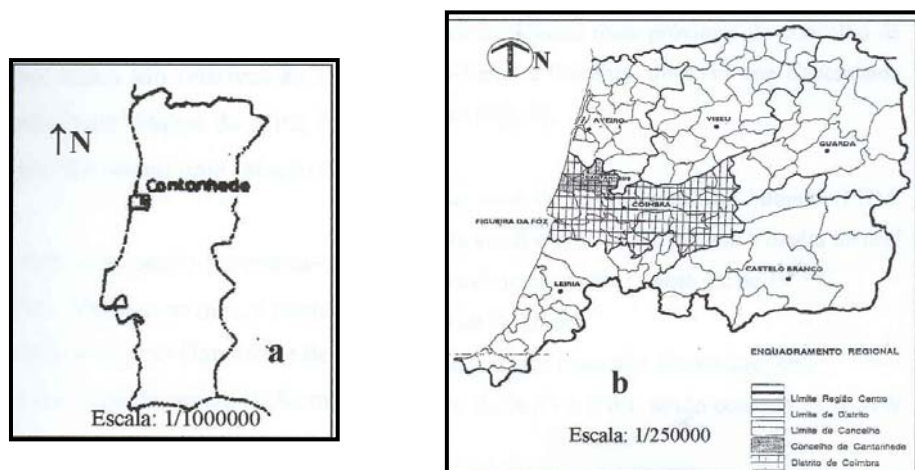 N
Cantanhede
a
Escala: 1/1000000
N
AVEIRO
VISEU
GUARDA
COIMBRA
FIGUEIRA DA FOZ
CASTELO BRANCO
LEIRIA
ENQUADRAMENTO REGIONAL
b
Escala: 1/250000
Limite Região Centro
Limite de Distrito
Limite de Concelho
Concelho de Cantanhede
Distrito de Coimbra